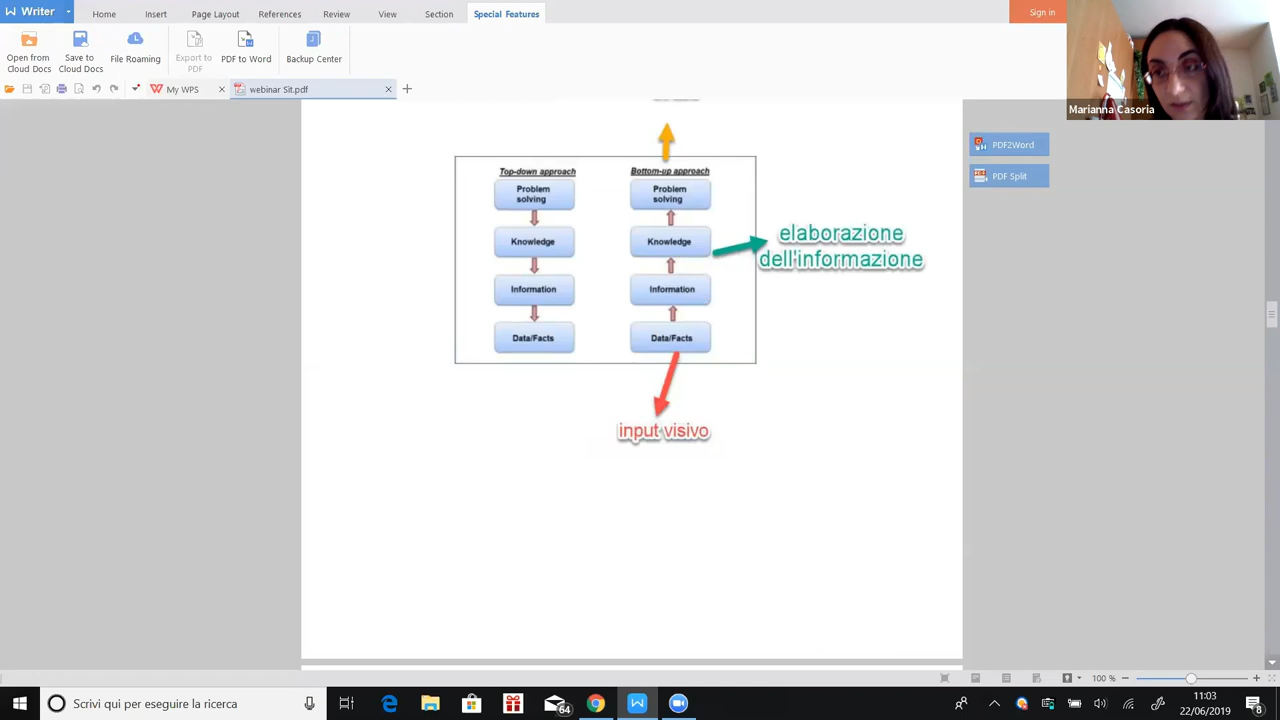 Writer
Home
Insert
Page Layout
References
Review
View
Section
Special Features
Sign in
Open from
Cloud Docs
Save to
Cloud Docs
File Roaming
Export to
PDF
PDF to Word
Backup Center
My WPS
webinar Sit.pdf
Marianna Casoria
PDF2Word
PDF Split
Top-down approach
Problem
solving
Knowledge
Information
Data/Facts
Bottom-up approach
Problem
solving
Knowledge
Information
Data/Facts
elaborazione
dell'informazione
input visivo
100 %
Scrivi qui per eseguire la ricerca
64
11:03
22/06/2019
8